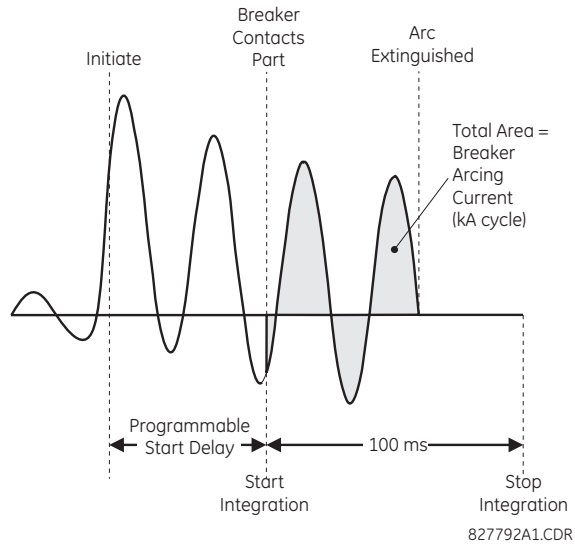 Breaker
Contacts
Part
Initiate
Arc
Extinguished
Total Area =
Breaker
Arcing
Current
(kA cycle)
Programmable
Start Delay
100 ms
Start
Integration
Stop
Integration
827792A1.CDR